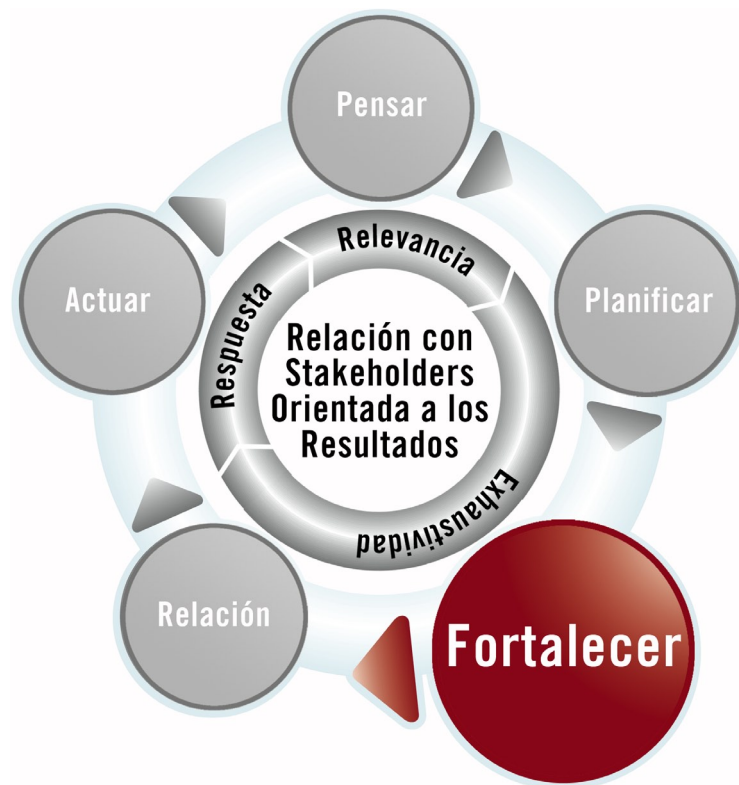 Pensar
Planificar
Fortalecer
Relación
Actuar
Relevancia
Exhaustividad
Respuesta
Relación con
Stakeholders
Orientada a los
Resultados